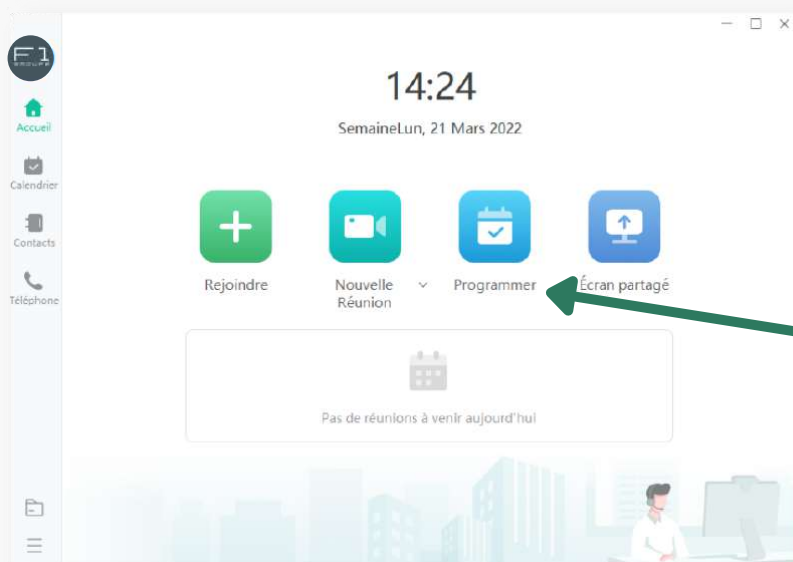 F1
GROUPE
14:24
SemaineLun, 21 Mars 2022
Accueil
Calendrier
Contacts
Téléphone
Rejoindre
Nouvelle
Réunion
Programmer
Écran partagé
Pas de réunions à venir aujourd'hui